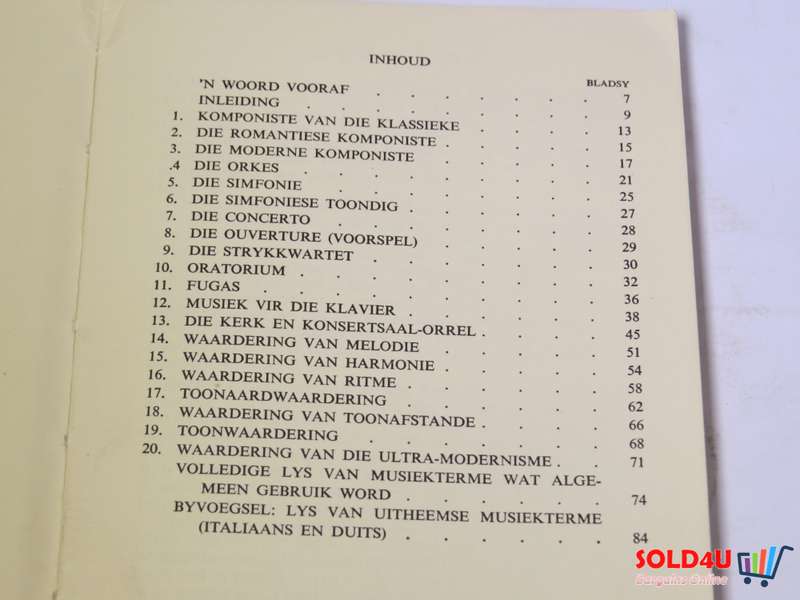 INHOUD
BLADSY
'N WOORD VOORAF . . . . . . 7
INLEIDING . . . . . . . 9
1. KOMPONISTE VAN DIE KLASSIEKE . . . . 13
2. DIE ROMANTIESE KOMPONISTE . . . . . 15
3. DIE MODERNE KOMPONISTE . . . . . 17
.4 DIE ORKES . . . . . . . 21
5. DIE SIMFONIE . . . . . . . 25
6. DIE SIMFONIESE TOONDIG . . . . . . 27
7. DIE CONCERTO . . . . . . . 28
8. DIE OUVERTURE (VOORSPEL) . . . . . 29
9. DIE STRYKKWARTET . . . . . . 30
10. ORATORIUM . . . . . . . 32
11. FUGAS . . . . . . . . 36
12. MUSIEK VIR DIE KLAVIER . . . . . 38
13. DIE KERK EN KONSERTSAAL-ORREL . . . . 45
14. WAARDERING VAN MELODIE . . . . . 51
15. WAARDERING VAN HARMONIE . . . . . 54
16. WAARDERING VAN RITME . . . . . 58
17. TOONAARDWAARDERING . . . . . 62
18. WAARDERING VAN TOONAFSTANDE . . . . 66
19. TOONWAARDERING . . . . . . 68
20. WAARDERING VAN DIE ULTRA-MODERNISME . . 71
VOLLEDIGE LYS VAN MUSIEKTERME WAT ALGE-
MEEN GEBRUIK WORD . . . . . . 74
BYVOEGSEL: LYS VAN UITHEEMSE MUSIEKTERME
(ITALIAANS EN DUITS) . . . . . . 84
SOLD4U
Bargains Online